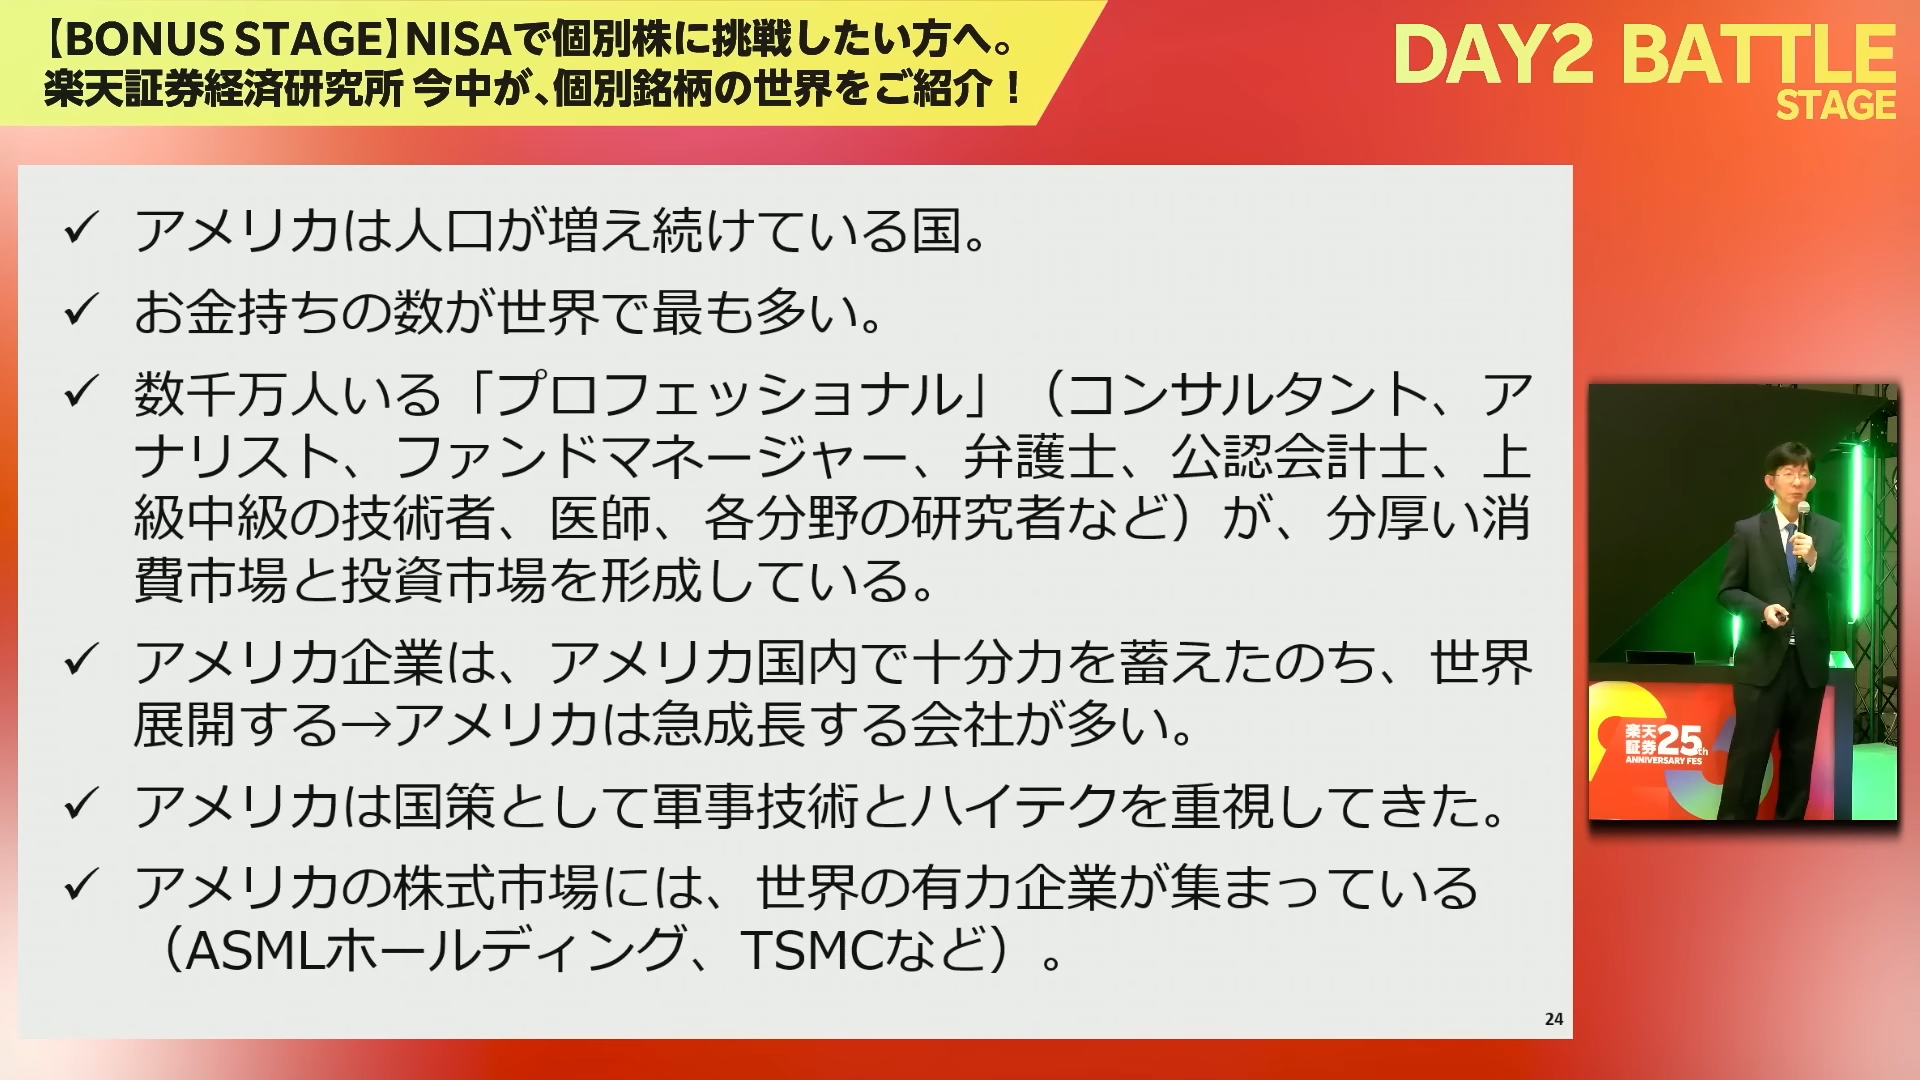 【BONUS STAGE】NISAで個別株に挑戦したい方へ。
楽天証券経済研究所 今中が、個別銘柄の世界をご紹介！
DAY2 BATTLE
STAGE
✓ アメリカは人口が増え続けている国。
✓ お金持ちの数が世界で最も多い。
✓ 数千万人いる「プロフェッショナル」（コンサルタント、ア
ナリスト、ファンドマネージャー、弁護士、公認会計士、上
級中級の技術者、医師、各分野の研究者など）が、分厚い消
費市場と投資市場を形成している。
✓ アメリカ企業は、アメリカ国内で十分力を蓄えたのち、世界
展開する→アメリカは急成長する会社が多い。
✓ アメリカは国策として軍事技術とハイテクを重視してきた。
✓ アメリカの株式市場には、世界の有力企業が集まっている
（ASMLホールディング、TSMCなど）。
24
楽天
証券25th
ANNIVERSARY FES